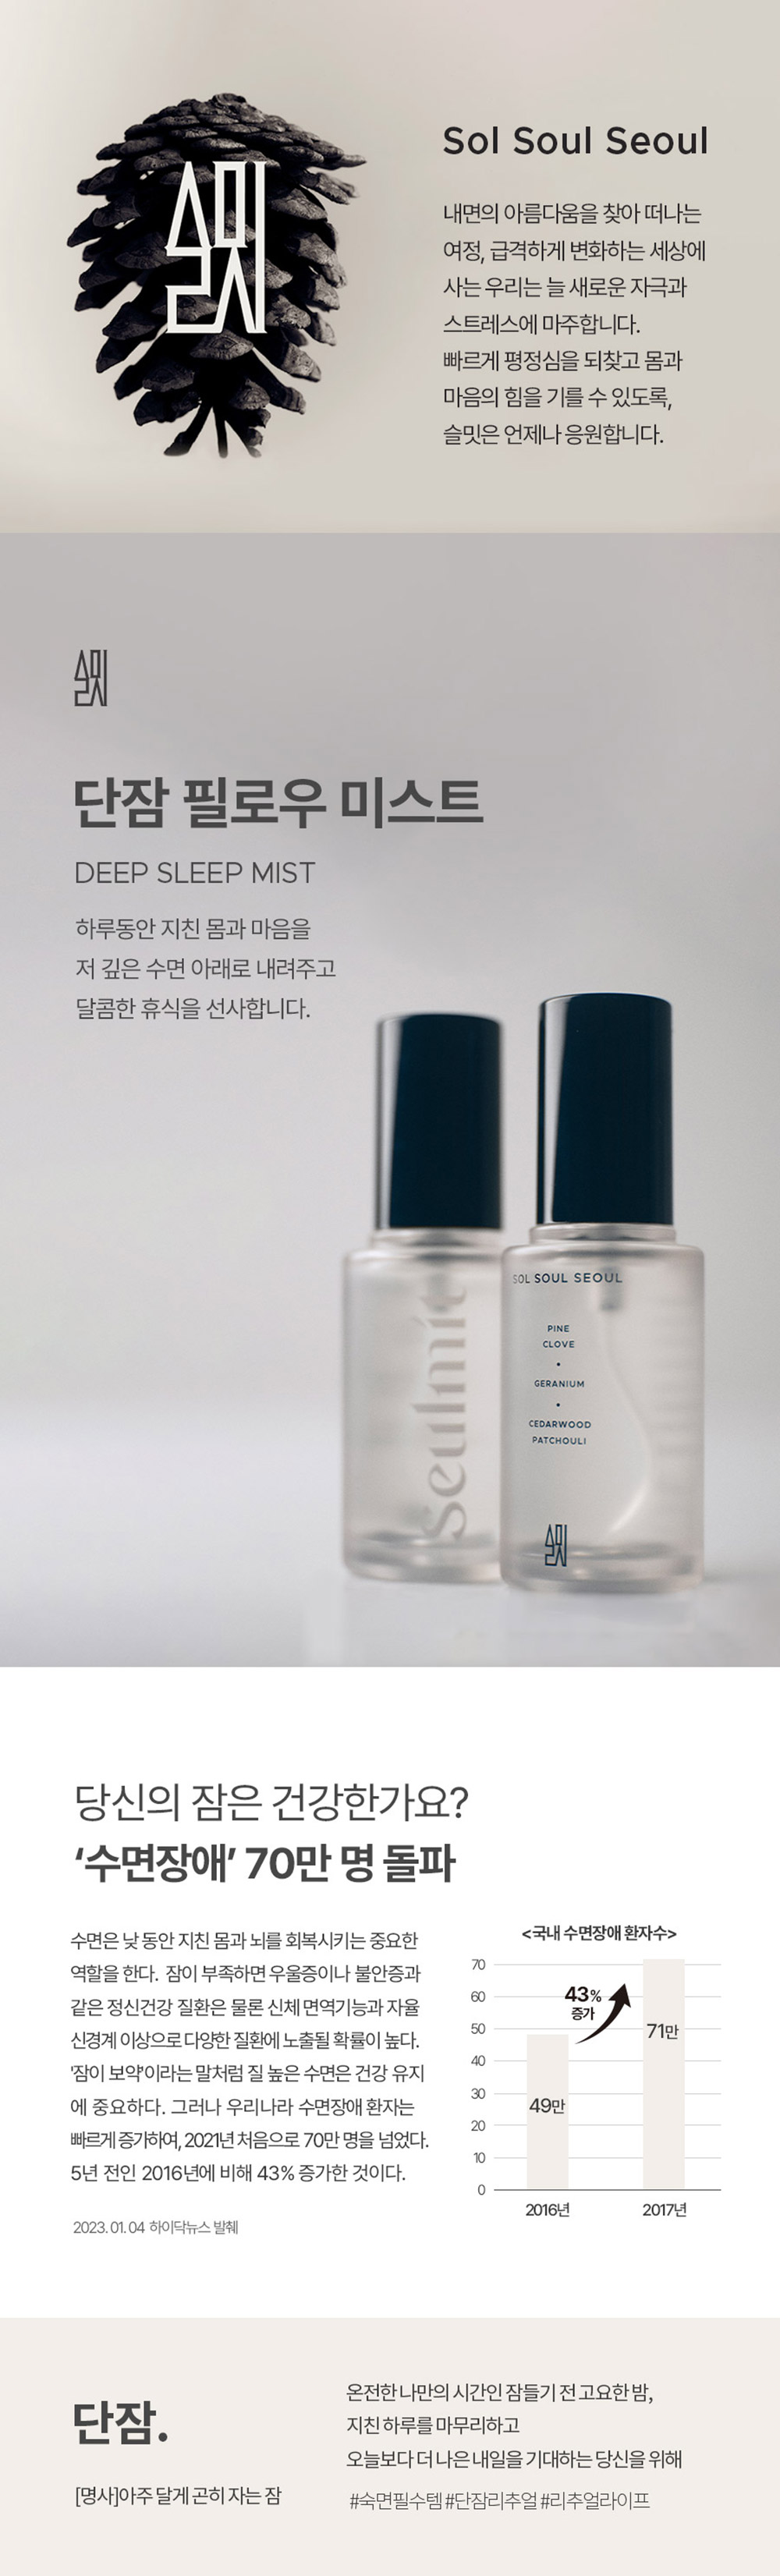 슬밋
Sol Soul Seoul
내면의 아름다움을 찾아 떠나는
여정, 급격하게 변화하는 세상에
사는 우리는 늘 새로운 자극과
스트레스에 마주합니다.
빠르게 평정심을 되찾고 몸과
마음의 힘을 기를 수 있도록,
슬밋은 언제나 응원합니다.
슬밋
단잠 필로우 미스트
DEEP SLEEP MIST
하루동안 지친 몸과 마음을
저 깊은 수면 아래로 내려주고
달콤한 휴식을 선사합니다.
Seulmit
SOL SOUL SEOUL
PINE
CLOVE
•
GERANIUM
•
CEDARWOOD
PATCHOULI
슬밋
당신의 잠은 건강한가요?
‘수면장애’ 70만 명 돌파
수면은 낮 동안 지친 몸과 뇌를 회복시키는 중요한
역할을 한다. 잠이 부족하면 우울증이나 불안증과
같은 정신건강 질환은 물론 신체 면역기능과 자율
신경계 이상으로 다양한 질환에 노출될 확률이 높다.
'잠이 보약'이라는 말처럼 질 높은 수면은 건강 유지
에 중요하다. 그러나 우리나라 수면장애 환자는
빠르게 증가하여, 2021년 처음으로 70만 명을 넘었다.
5년 전인 2016년에 비해 43% 증가한 것이다.
2023. 01. 04 하이닥뉴스 발췌
<국내 수면장애 환자수>
70
60
50
40
30
20
10
0
43%
증가
49만
71만
2016년
2017년
단잠.
[명사]아주 달게 곤히 자는 잠
온전한 나만의 시간인 잠들기 전 고요한 밤,
지친 하루를 마무리하고
오늘보다 더 나은 내일을 기대하는 당신을 위해
#숙면필수템 #단잠리추얼 #리추얼라이프